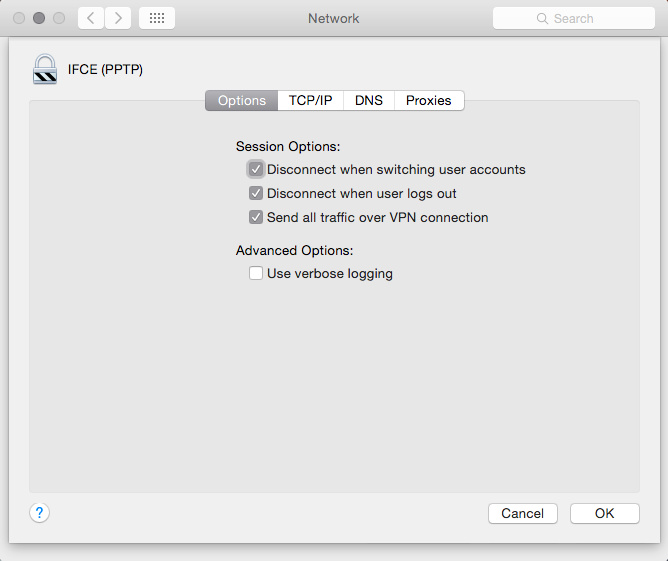 Network
Search
IFCE (PPTP)
Options TCP/IP DNS Proxies
Session Options:
Disconnect when switching user accounts
Disconnect when user logs out
Send all traffic over VPN connection
Advanced Options:
Use verbose logging
? Cancel OK